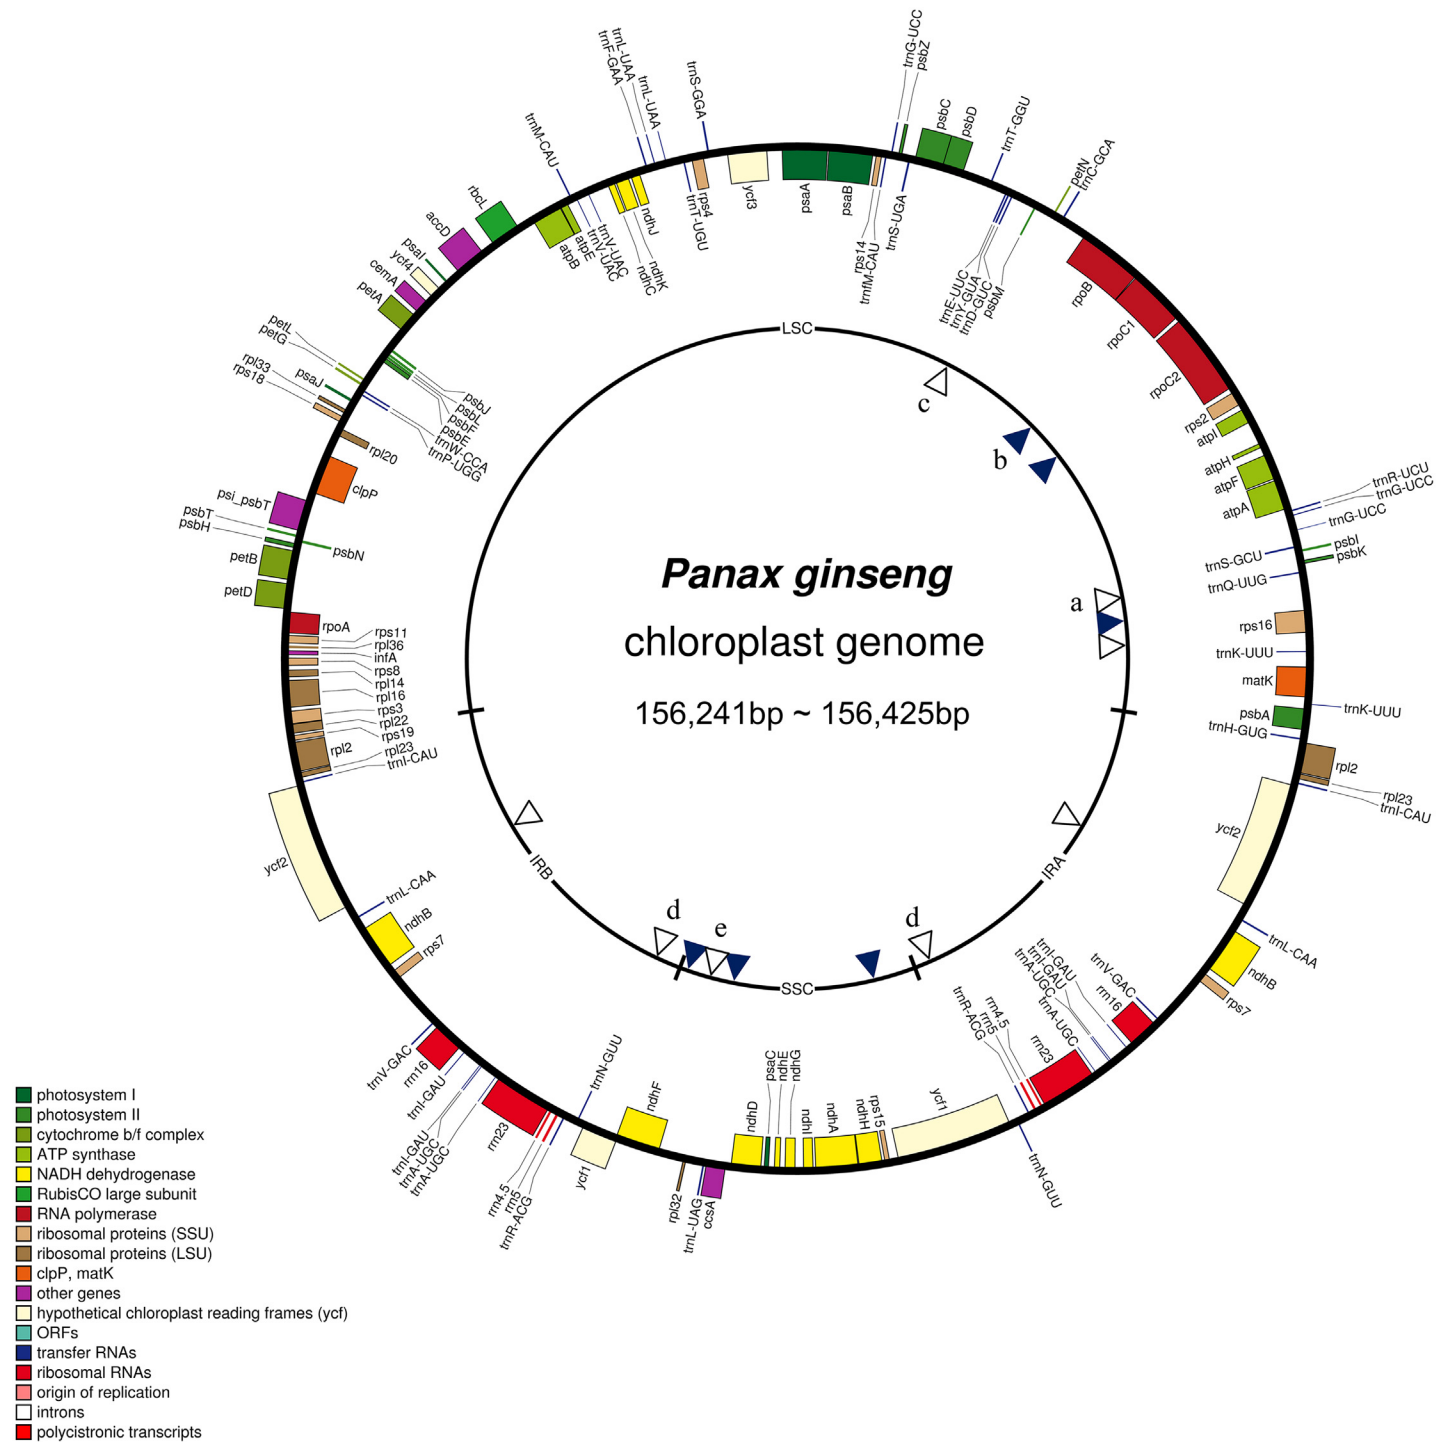 trnG-UCC
psbZ
psbC
psbD
trnT-GGU
petN
trnC-GCA
trnL-UAA
trnF-GAA
trnL-UAA
trnS-GGA
trnM-CAU
rbcL
accD
psaI
ycf4
cemA
petA
petL
petG
psaJ
rpl33
rps18
psi_psbT
psbT
psbH
petB
petD
ycf3
psaA
psaB
rps4
trnT-UGU
ndhJ
ndhK
ndhC
trnV-UAC
trnV-UAC
atpE
atpB
rps14
trnfM-CAU
trnS-UGA
trnE-UUC
trnY-GUA
trnD-GUC
psbM
rpoB
rpoC1
rpoC2
rps2
atpI
atpH
atpF
atpA
trnR-UCU
trnG-UCC
trnG-UCC
psbI
psbK
trnS-GCU
trnQ-UUG
rps16
trnK-UUU
matK
trnK-UUU
psbA
trnH-GUG
rpl2
rpl23
trnI-CAU
psbJ
psbL
psbF
psbE
trnW-CCA
trnP-UGG
rpl20
clpP
psbN
rpoA
rps11
rpl36
infA
rps8
rpl14
rpl16
rps3
rpl22
rps19
rpl2
rpl23
trnI-CAU
LSC
c
b
a
Panax ginseng
chloroplast genome
156,241bp ~ 156,425bp
IRB
IRA
d
e
d
SSC
ycf2
trnL-CAA
ndhB
rps7
trnV-GAC
rrn16
trnI-GAU
trnI-GAU
trnA-UGC
trnA-UGC
rrn23
rrn4.5
rrn5
trnR-ACG
trnN-GUU
ycf1
ndhF
rpl32
trnL-UAG
ccsA
ndhD
psaC
ndhE
ndhG
ndhI
ndhA
ndhH
rps15
ycf1
trnN-GUU
trnR-ACG
rrn5
rrn4.5
rrn23
trnA-UGC
trnA-UGC
trnI-GAU
trnI-GAU
rrn16
trnV-GAC
rps7
ndhB
trnL-CAA
ycf2
photosystem I
photosystem II
cytochrome b/f complex
ATP synthase
NADH dehydrogenase
RubisCO large subunit
RNA polymerase
ribosomal proteins (SSU)
ribosomal proteins (LSU)
clpP, matK
other genes
hypothetical chloroplast reading frames (ycf)
ORFs
transfer RNAs
ribosomal RNAs
origin of replication
introns
polycistronic transcripts